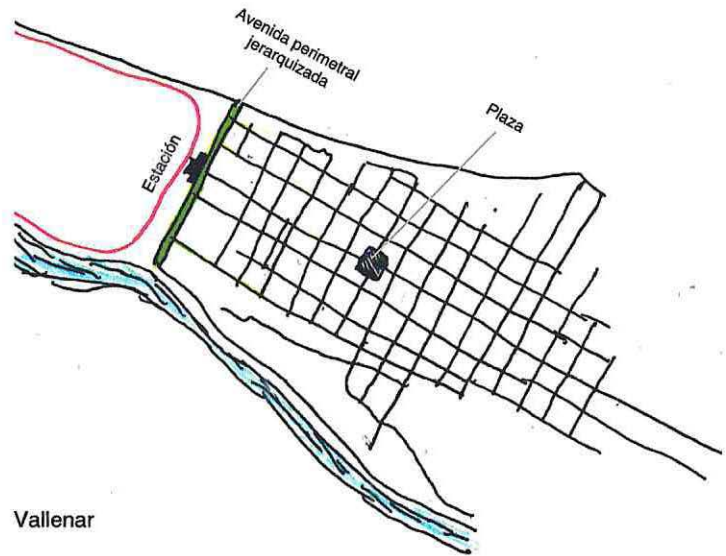 Avenida perimetral
jerarquizada
Plaza
Estación
Vallenar